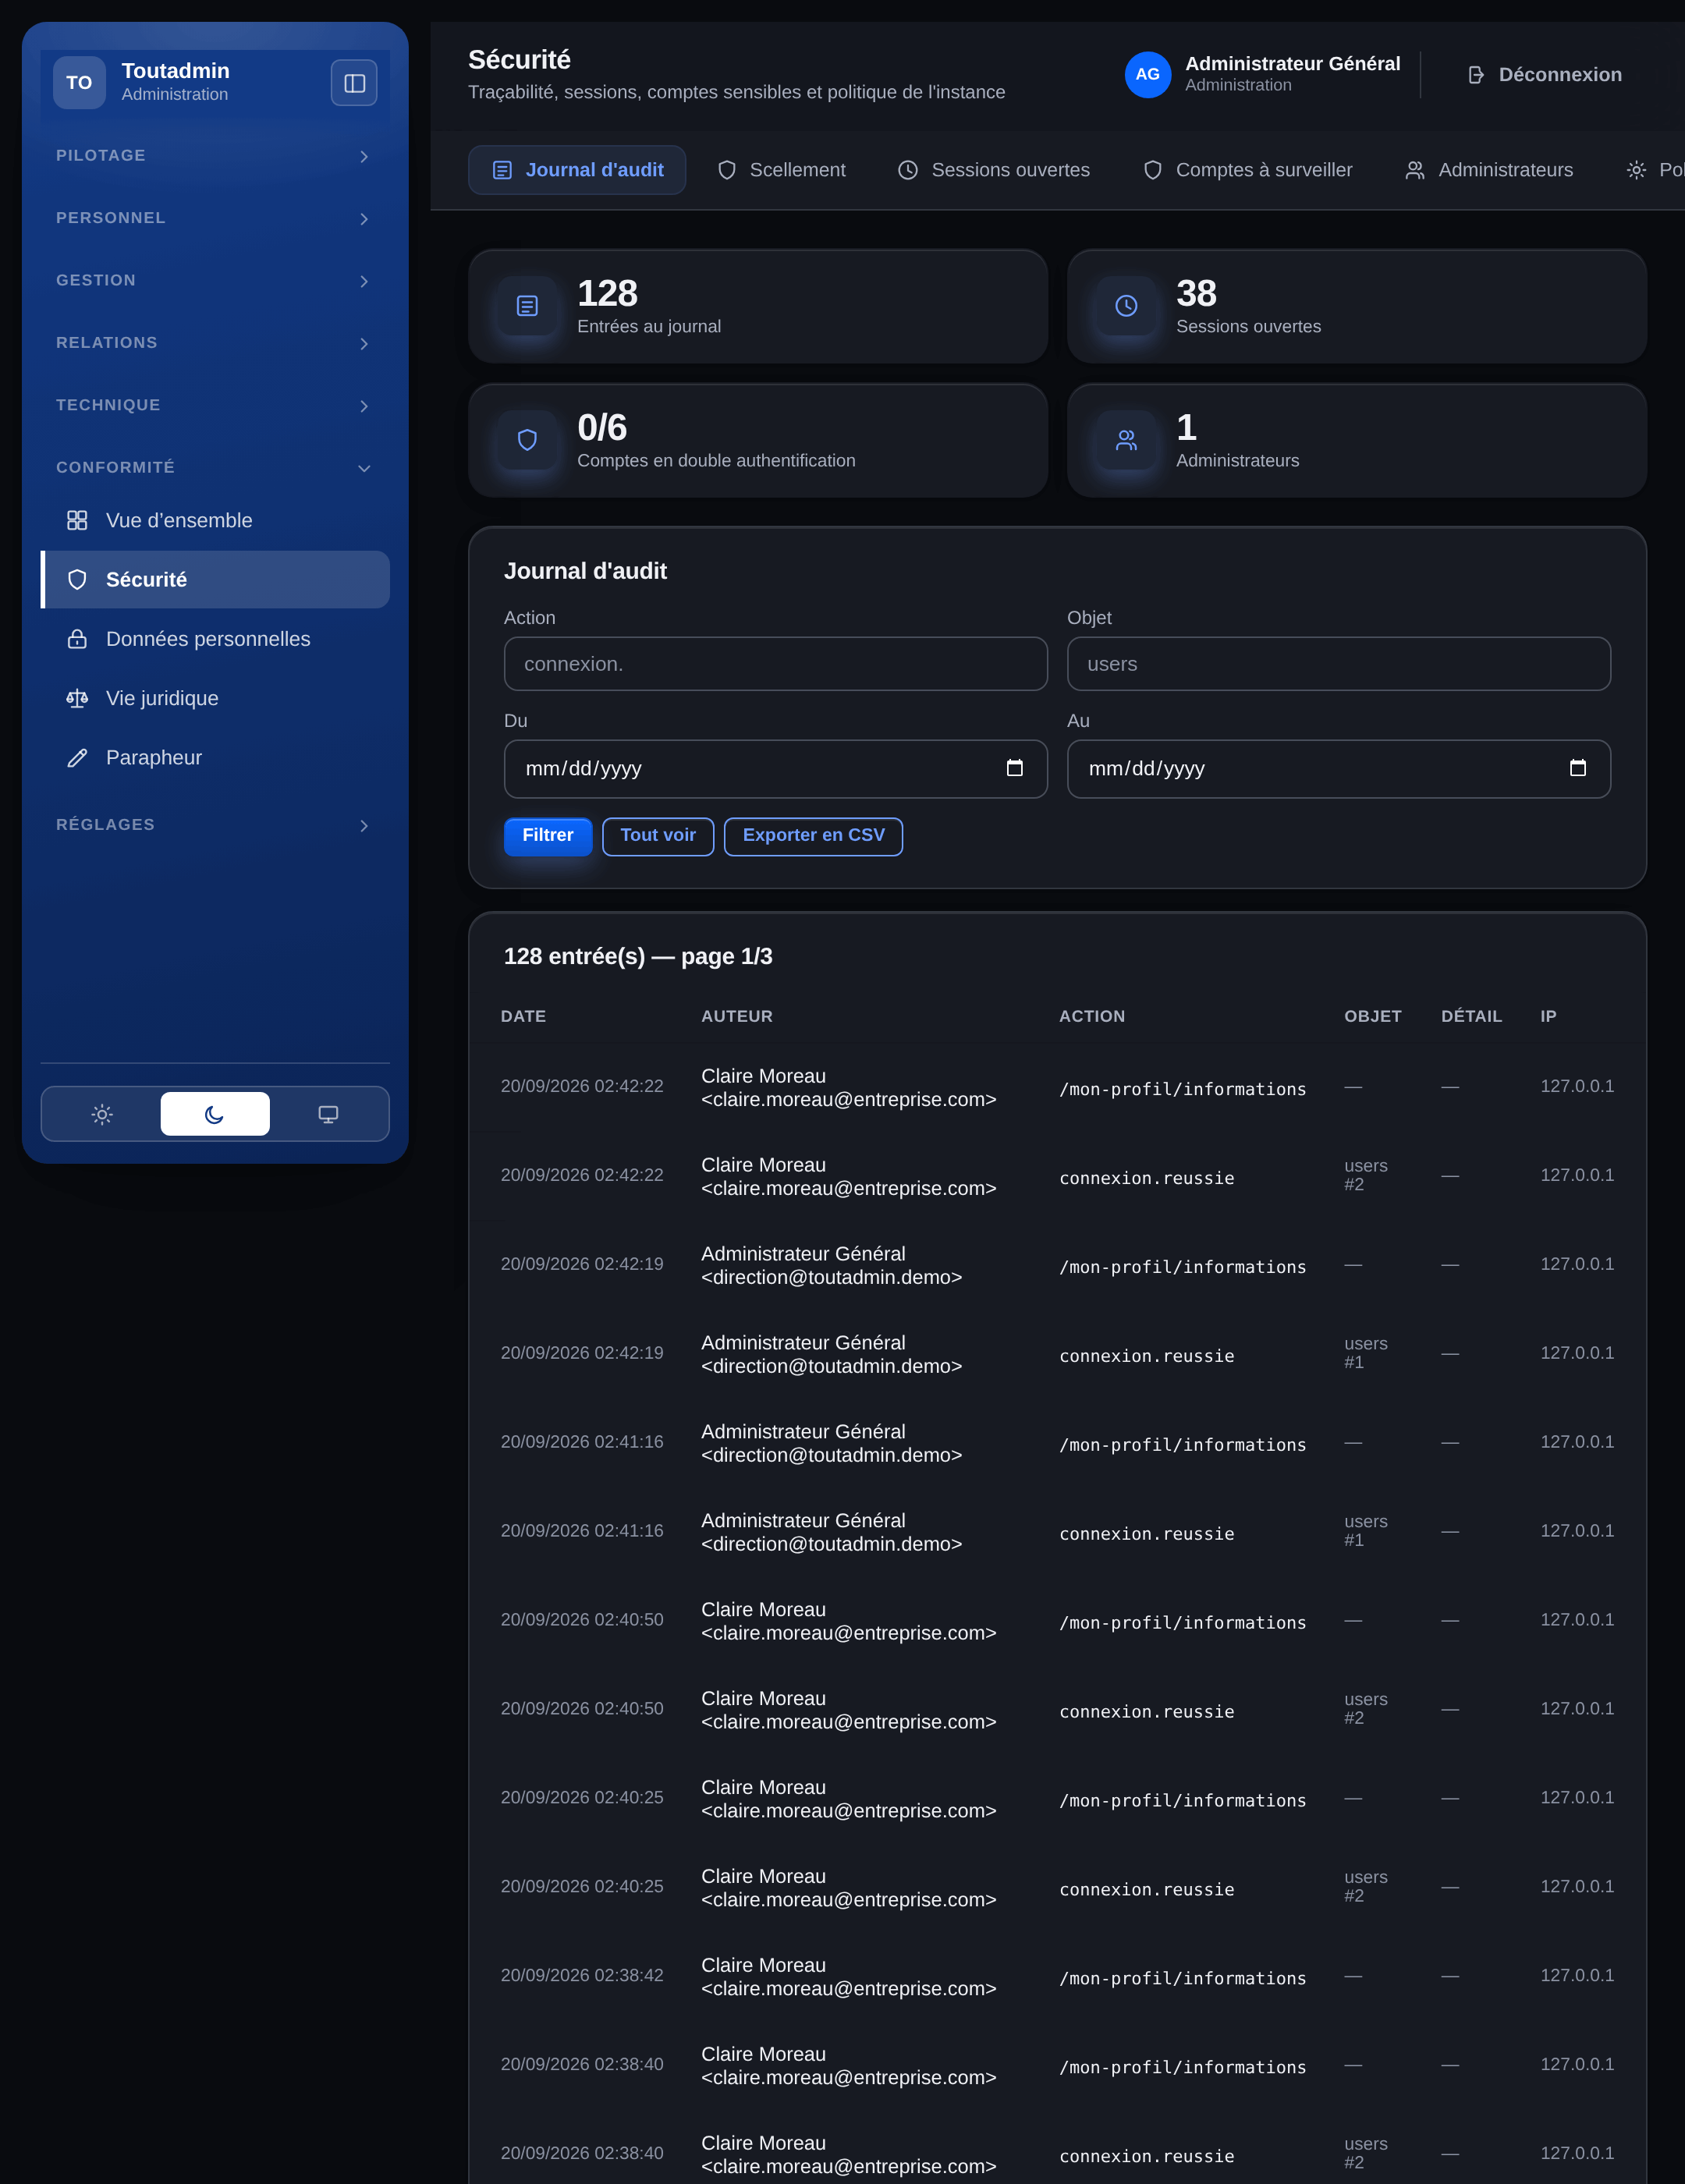 TO
Toutadmin
Administration
PILOTAGE
PERSONNEL
GESTION
RELATIONS
TECHNIQUE
CONFORMITÉ
Vue d’ensemble
Sécurité
Données personnelles
Vie juridique
Parapheur
RÉGLAGES
Sécurité
Traçabilité, sessions, comptes sensibles et politique de l'instance
AG
Administrateur Général
Administration
Déconnexion
Journal d'audit
Scellement
Sessions ouvertes
Comptes à surveiller
Administrateurs
Pol
128
Entrées au journal
38
Sessions ouvertes
0/6
Comptes en double authentification
1
Administrateurs
Journal d'audit
Action
Objet
connexion.
users
Du
Au
mm/dd/yyyy
mm/dd/yyyy
Filtrer
Tout voir
Exporter en CSV
128 entrée(s) — page 1/3
DATE AUTEUR ACTION OBJET DÉTAIL IP
20/09/2026 02:42:22 Claire Moreau <claire.moreau@entreprise.com> /mon-profil/informations — — 127.0.0.1
20/09/2026 02:42:22 Claire Moreau <claire.moreau@entreprise.com> connexion.reussie users #2 — 127.0.0.1
20/09/2026 02:42:19 Administrateur Général <direction@toutadmin.demo> /mon-profil/informations — — 127.0.0.1
20/09/2026 02:42:19 Administrateur Général <direction@toutadmin.demo> connexion.reussie users #1 — 127.0.0.1
20/09/2026 02:41:16 Administrateur Général <direction@toutadmin.demo> /mon-profil/informations — — 127.0.0.1
20/09/2026 02:41:16 Administrateur Général <direction@toutadmin.demo> connexion.reussie users #1 — 127.0.0.1
20/09/2026 02:40:50 Claire Moreau <claire.moreau@entreprise.com> /mon-profil/informations — — 127.0.0.1
20/09/2026 02:40:50 Claire Moreau <claire.moreau@entreprise.com> connexion.reussie users #2 — 127.0.0.1
20/09/2026 02:40:25 Claire Moreau <claire.moreau@entreprise.com> /mon-profil/informations — — 127.0.0.1
20/09/2026 02:40:25 Claire Moreau <claire.moreau@entreprise.com> connexion.reussie users #2 — 127.0.0.1
20/09/2026 02:38:42 Claire Moreau <claire.moreau@entreprise.com> /mon-profil/informations — — 127.0.0.1
20/09/2026 02:38:40 Claire Moreau <claire.moreau@entreprise.com> /mon-profil/informations — — 127.0.0.1
20/09/2026 02:38:40 Claire Moreau <claire.moreau@entreprise.com> connexion.reussie users #2 — 127.0.0.1